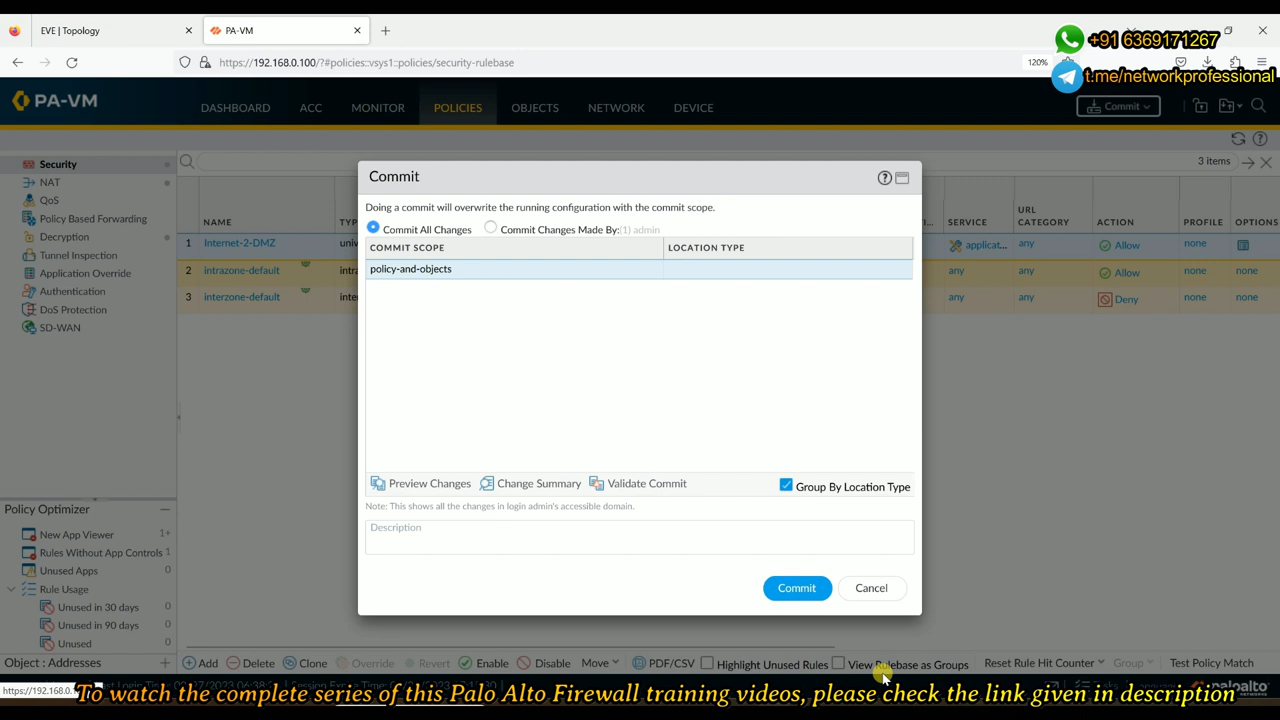 EVE | Topology
PA-VM
+91 6369171267
https://192.168.0.100/?#policies::vsys1::policies/security-rulebase
120%
t.me/networkprofessional
PA-VM
DASHBOARD
ACC
MONITOR
POLICIES
OBJECTS
NETWORK
DEVICE
Commit
Security
NAT
QoS
Policy Based Forwarding
Decryption
Tunnel Inspection
Application Override
Authentication
DoS Protection
SD-WAN
3 items
NAME
SERVICE
URL CATEGORY
ACTION
PROFILE
OPTIONS
1 Internet-2-DMZ
applicat...
any
Allow
none
2 intrazone-default
any
any
Allow
none
none
3 interzone-default
any
any
Deny
none
none
Commit
Doing a commit will overwrite the running configuration with the commit scope.
Commit All Changes
Commit Changes Made By:(1) admin
COMMIT SCOPE
LOCATION TYPE
policy-and-objects
Preview Changes
Change Summary
Validate Commit
Group By Location Type
Note: This shows all the changes in login admin's accessible domain.
Description
Commit
Cancel
Policy Optimizer
New App Viewer 1+
Rules Without App Controls 1
Unused Apps 0
Rule Usage
Unused in 30 days 0
Unused in 90 days 0
Unused 0
Object : Addresses
Add
Delete
Clone
Override
Revert
Enable
Disable
Move
PDF/CSV
Highlight Unused Rules
View Rulebase as Groups
Reset Rule Hit Counter
Group
Test Policy Match
To watch the complete series of this Palo Alto Firewall training videos, please check the link given in description